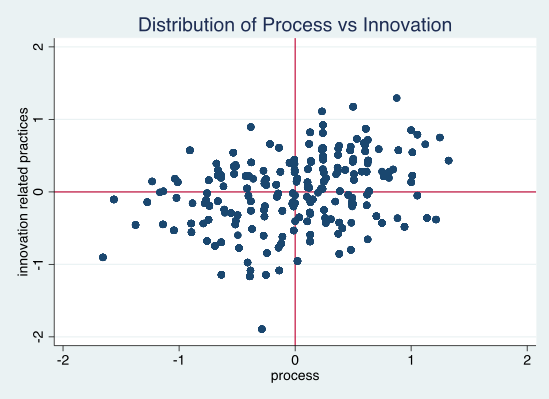 Distribution of Process vs Innovation
innovation related practices
2
1
0
-1
-2
-2 -1 0 1 2
process